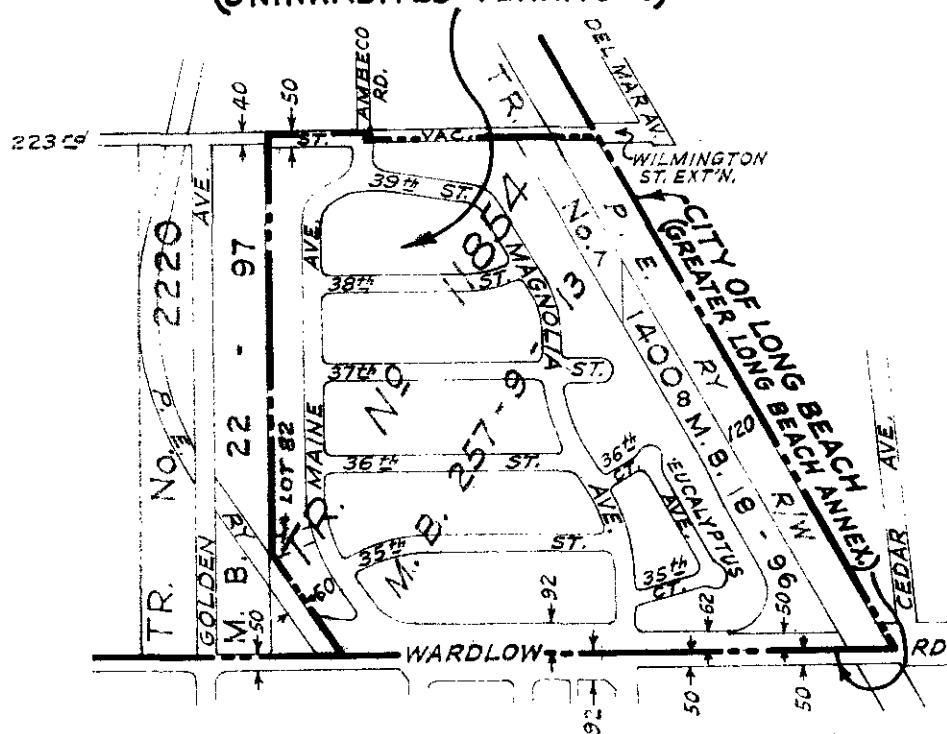 (UNINHABITED TERRITORY)
AMBECO
RD.
DEL MAR AV.
TR.
40
50
223rd
ST.
VAC.
WILMINGTON
ST. EXT'N.
AVE.
39th ST.
CITY OF LONG BEACH
(GREATER LONG BEACH ANNEX.)
TR. No. 2220
M. B. 22 - 97
GOLDEN
AVE.
MAINE
38th ST.
MAGNOLIA
AVE.
TR. No. 11854
M. B. 257-9-13
No. 7
14008 M. B. 18 - 96
P. E. RY R/W
120
37th ST.
LOT 82
36th ST.
36th
CT.
EUCALYPTUS
AVE.
P. E. RY
35th ST.
35th
CT.
CEDAR AVE.
60
50
92
62
50
WARDLOW
RD
92
50
50